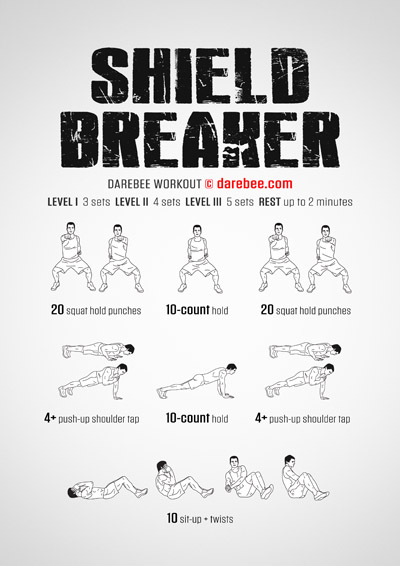 SHIELD
BREAKER
DAREBEE WORKOUT © darebee.com
LEVEL I 3 sets LEVEL II 4 sets LEVEL III 5 sets REST up to 2 minutes
20 squat hold punches 10-count hold 20 squat hold punches
4+ push-up shoulder tap 10-count hold 4+ push-up shoulder tap
10 sit-up + twists